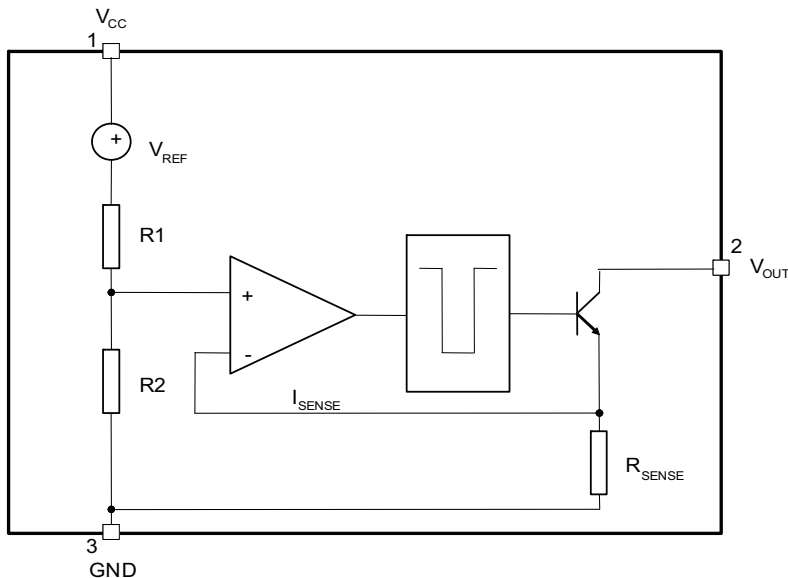 VCC
1
+
VREF
R1
+
-
R2
ISENSE
2
VOUT
RSENSE
3
GND